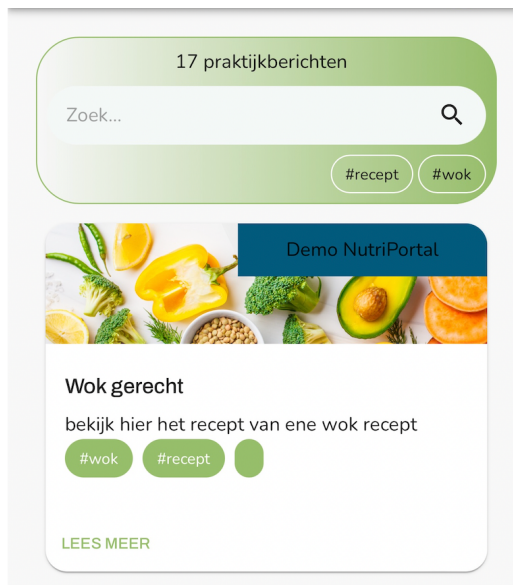 17 praktijkberichten
Zoek...
#recept #wok
Demo NutriPortal
Wok gerecht
bekijk hier het recept van ene wok recept
#wok #recept
LEES MEER